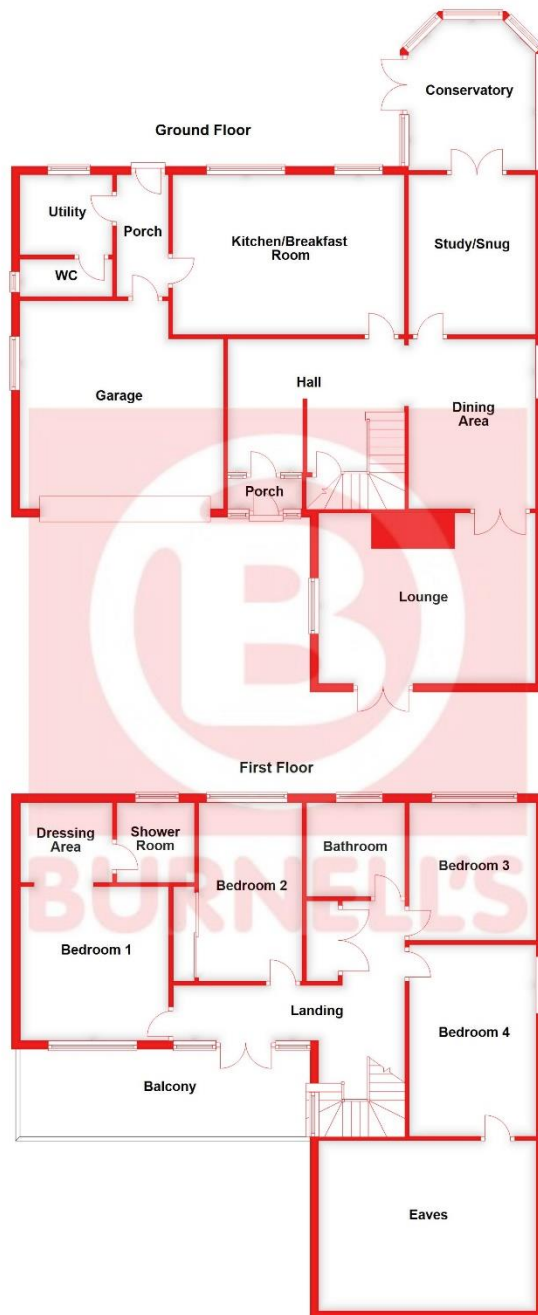 Conservatory
Ground Floor
Utility
Porch
Kitchen/Breakfast
Room
Study/Snug
WC
Garage
Hall
Dining
Area
Porch
B
Lounge
First Floor
Dressing
Area
Shower
Room
Bathroom
Bedroom 3
Bedroom 2
BURNELL'S
Bedroom 1
Landing
Bedroom 4
Balcony
Eaves